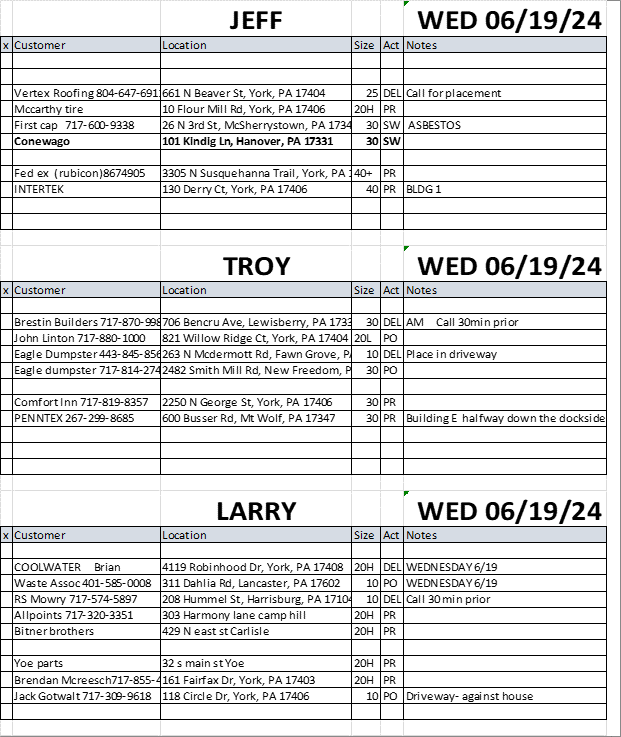 JEFF WED 06/19/24
x Customer Location Size Act Notes
Vertex Roofing 804-647-691 661 N Beaver St, York, PA 17404 25 DEL Call for placement
Mccarthy tire 10 Flour Mill Rd, York, PA 17406 20H PR
First cap 717-600-9338 26 N 3rd St, McSherrystown, PA 1734 30 SW ASBESTOS
Conewago 101 Kindig Ln, Hanover, PA 17331 30 SW
Fed ex (rubicon)8674905 3305 N Susquehanna Trail, York, PA 1 40+ PR
INTERTEK 130 Derry Ct, York, PA 17406 40 PR BLDG 1
TROY WED 06/19/24
x Customer Location Size Act Notes
Brestin Builders 717-870-998 706 Bencru Ave, Lewisberry, PA 1733 30 DEL AM Call 30min prior
John Linton 717-880-1000 821 Willow Ridge Ct, York, PA 17404 20L PO
Eagle Dumpster 443-845-856 263 N Mcdermott Rd, Fawn Grove, PA 10 DEL Place in driveway
Eagle dumpster 717-814-274 2482 Smith Mill Rd, New Freedom, P 30 PO
Comfort Inn 717-819-8357 2250 N George St, York, PA 17406 30 PR
PENNTEX 267-299-8685 600 Busser Rd, Mt Wolf, PA 17347 30 PR Building E halfway down the dockside
LARRY WED 06/19/24
x Customer Location Size Act Notes
COOLWATER Brian 4119 Robinhood Dr, York, PA 17408 20H DEL WEDNESDAY 6/19
Waste Assoc 401-585-0008 311 Dahlia Rd, Lancaster, PA 17602 10 PO WEDNESDAY 6/19
RS Mowry 717-574-5897 208 Hummel St, Harrisburg, PA 17104 10 DEL Call 30 min prior
Allpoints 717-320-3351 303 Harmony lane camp hill 20H PR
Bitner brothers 429 N east st Carlisle 20H PR
Yoe parts 32 s main st Yoe 20H PR
Brendan Mcreesch717-855-4 161 Fairfax Dr, York, PA 17403 20H PR
Jack Gotwalt 717-309-9618 118 Circle Dr, York, PA 17406 10 PO Driveway- against house